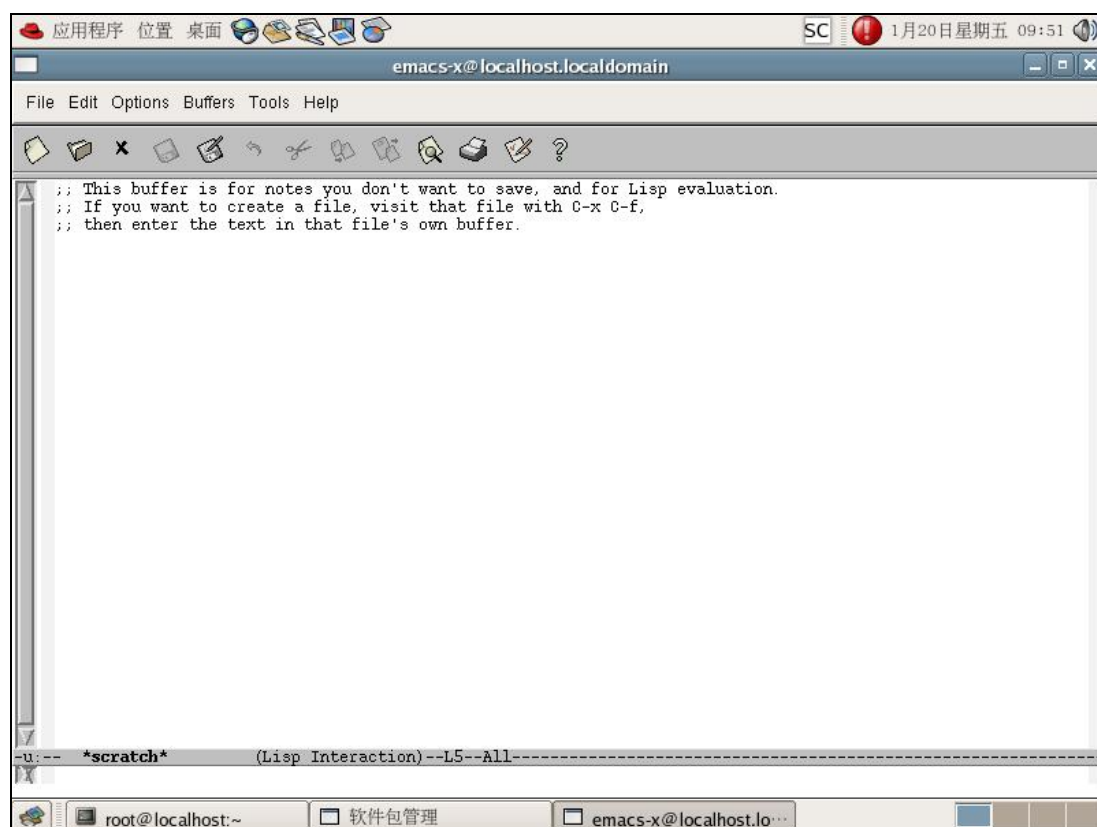 应用程序 位置 桌面 SC 1月20日星期五 09:51
emacs-x@localhost.localdomain
File Edit Options Buffers Tools Help
;; This buffer is for notes you don't want to save, and for Lisp evaluation.
;; If you want to create a file, visit that file with C-x C-f,
;; then enter the text in that file's own buffer.
-u:-- *scratch* (Lisp Interaction)--L5--All----------------------------------------------------------------
root@localhost:~ 软件包管理 emacs-x@localhost.lo…